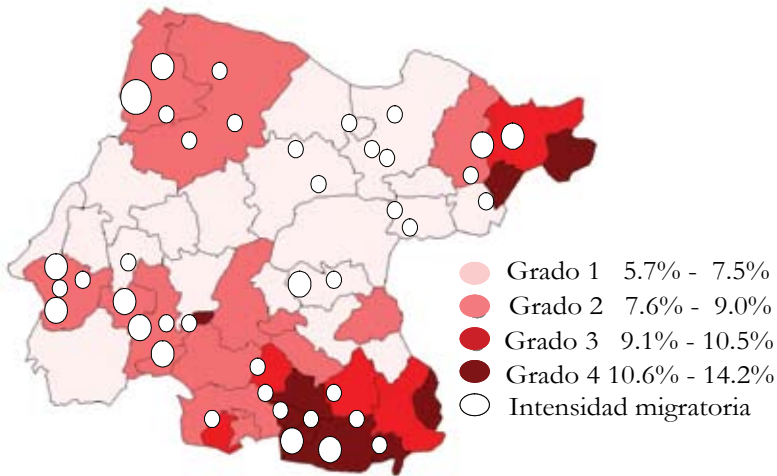 Grado 1 5.7% - 7.5%
Grado 2 7.6% - 9.0%
Grado 3 9.1% - 10.5%
Grado 4 10.6% - 14.2%
Intensidad migratoria